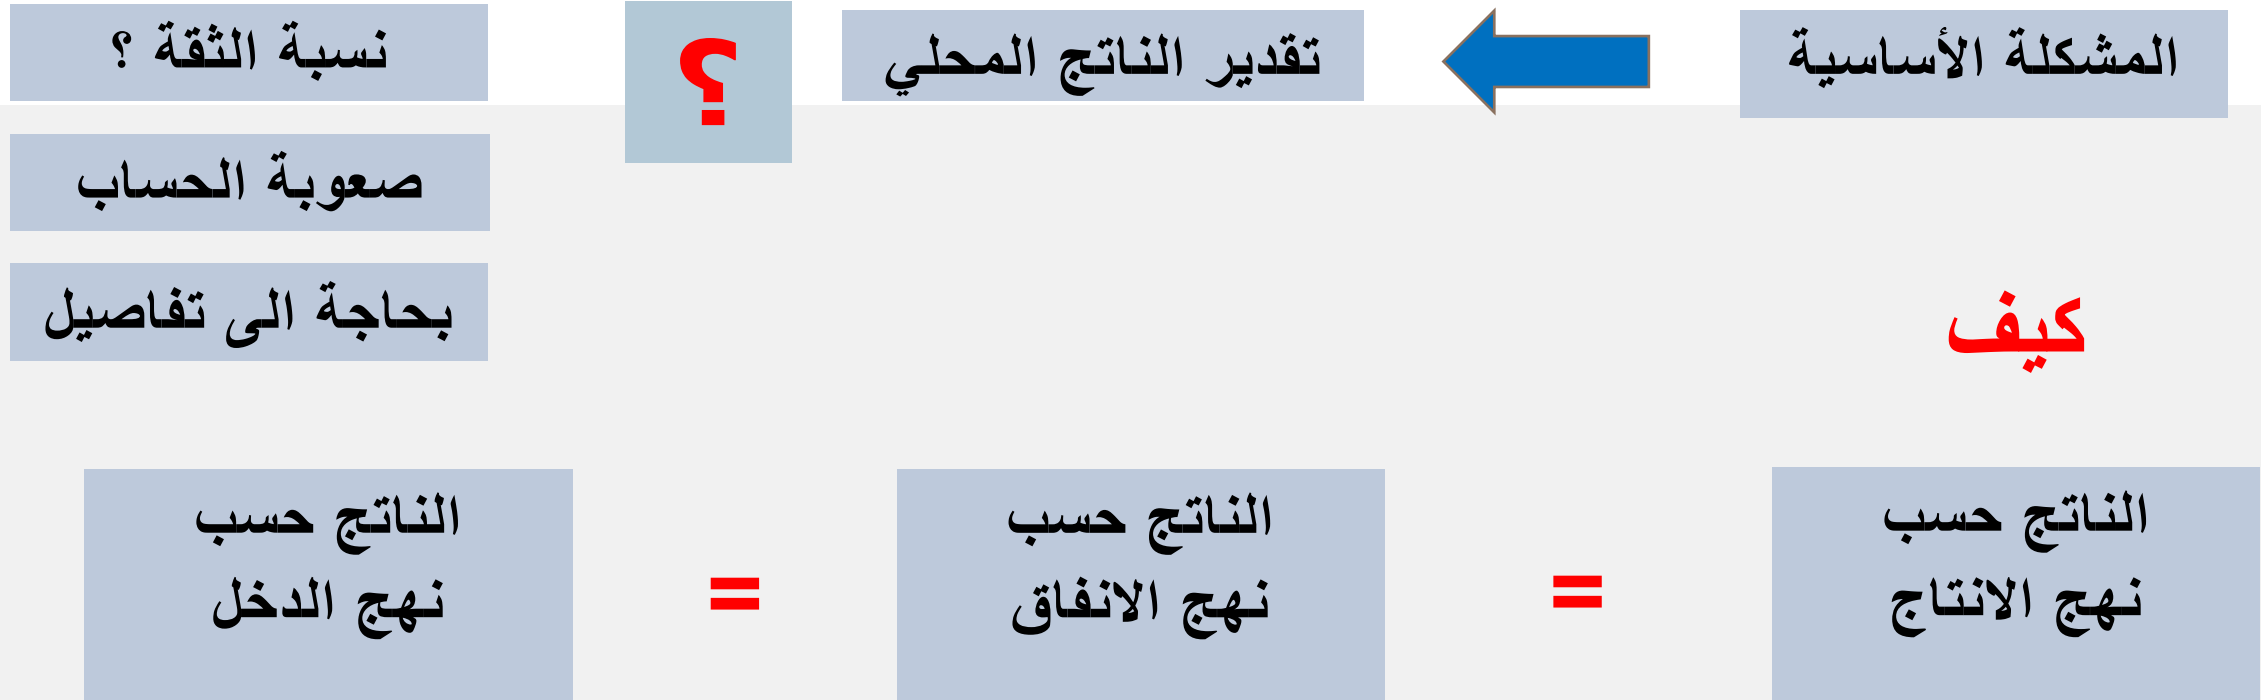 المشكلة الأساسية
تقدير الناتج المحلي
؟
نسبة الثقة ؟
صعوبة الحساب
بحاجة الى تفاصيل
كيف
الناتج حسب
نهج الانتاج
=
الناتج حسب
نهج الانفاق
=
الناتج حسب
نهج الدخل